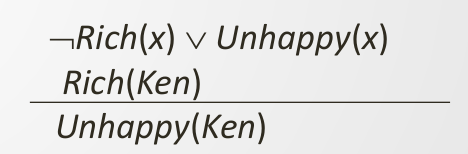 ¬Rich(x) ∨ Unhappy(x)
Rich(Ken)
Unhappy(Ken)